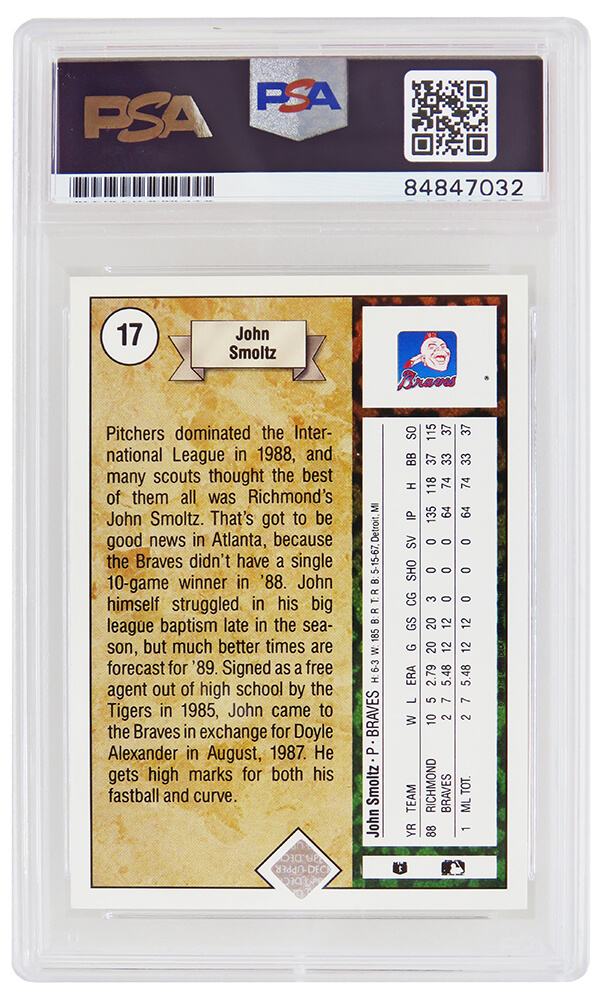 PSA
PSA
84847032
17
John
Smoltz
Braves
®
Pitchers dominated the Inter-
national League in 1988, and
many scouts thought the best
of them all was Richmond's
John Smoltz. That's got to be
good news in Atlanta, because
the Braves didn't have a single
10-game winner in '88. John
himself struggled in his big
league baptism late in the sea-
son, but much better times are
forecast for '89. Signed as a free
agent out of high school by the
Tigers in 1985, John came to
the Braves in exchange for Doyle
Alexander in August, 1987. He
gets high marks for both his
fastball and curve.
John Smoltz · P · BRAVES
H: 6-3 W: 185 B: R T: R B: 5-15-67, Detroit, MI
YR TEAM W L ERA G GS CG SHO SV IP H BB SO
88 RICHMOND 10 5 2.79 20 20 3 0 0 135 118 37 115
BRAVES 2 7 5.48 12 12 0 0 0 64 74 33 37
1 ML TOT. 2 7 5.48 12 12 0 0 0 64 74 33 37